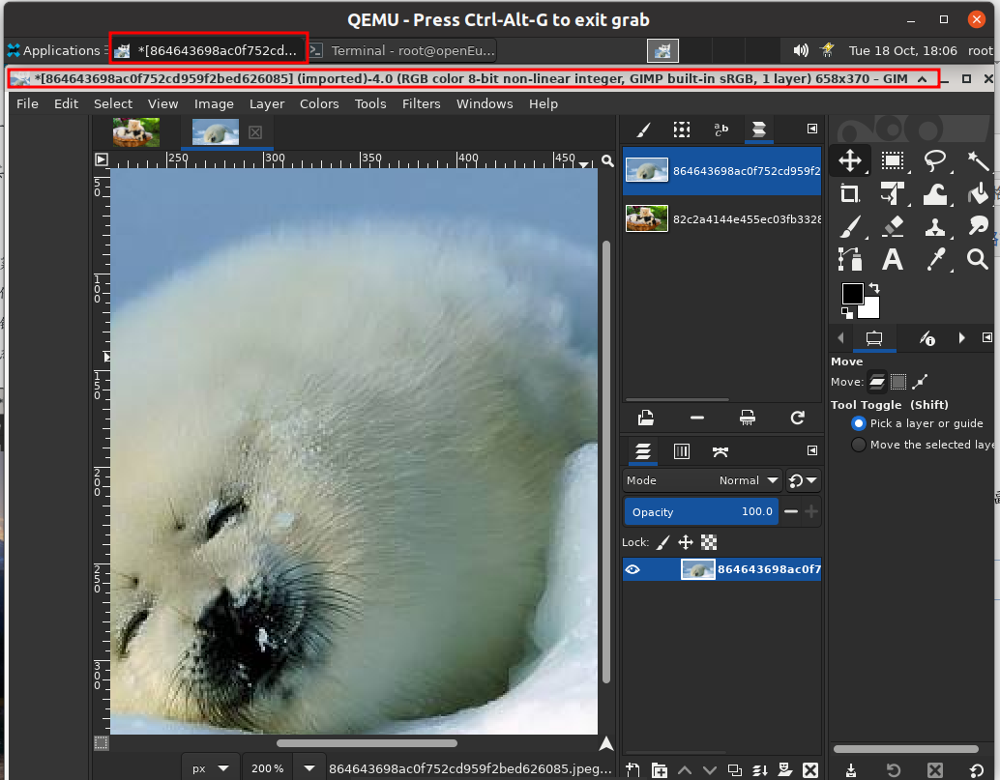 QEMU - Press Ctrl-Alt-G to exit grab
Applications *[864643698ac0f752cd... Terminal - root@openEu... Tue 18 Oct, 18:06 root
*[864643698ac0f752cd959f2bed626085] (imported)-4.0 (RGB color 8-bit non-linear integer, GIMP built-in sRGB, 1 layer) 658x370 – GIM
File Edit Select View Image Layer Colors Tools Filters Windows Help
250 300 350 400 450
50
100
150
200
250
300
864643698ac0f752cd959f2
82c2a4144e455ec03fb3328
Move
Move:
Tool Toggle (Shift)
Pick a layer or guide
Move the selected laye
Mode Normal
Opacity 100.0
Lock:
864643698ac0f7
px 200 % 864643698ac0f752cd959f2bed626085.jpeg...